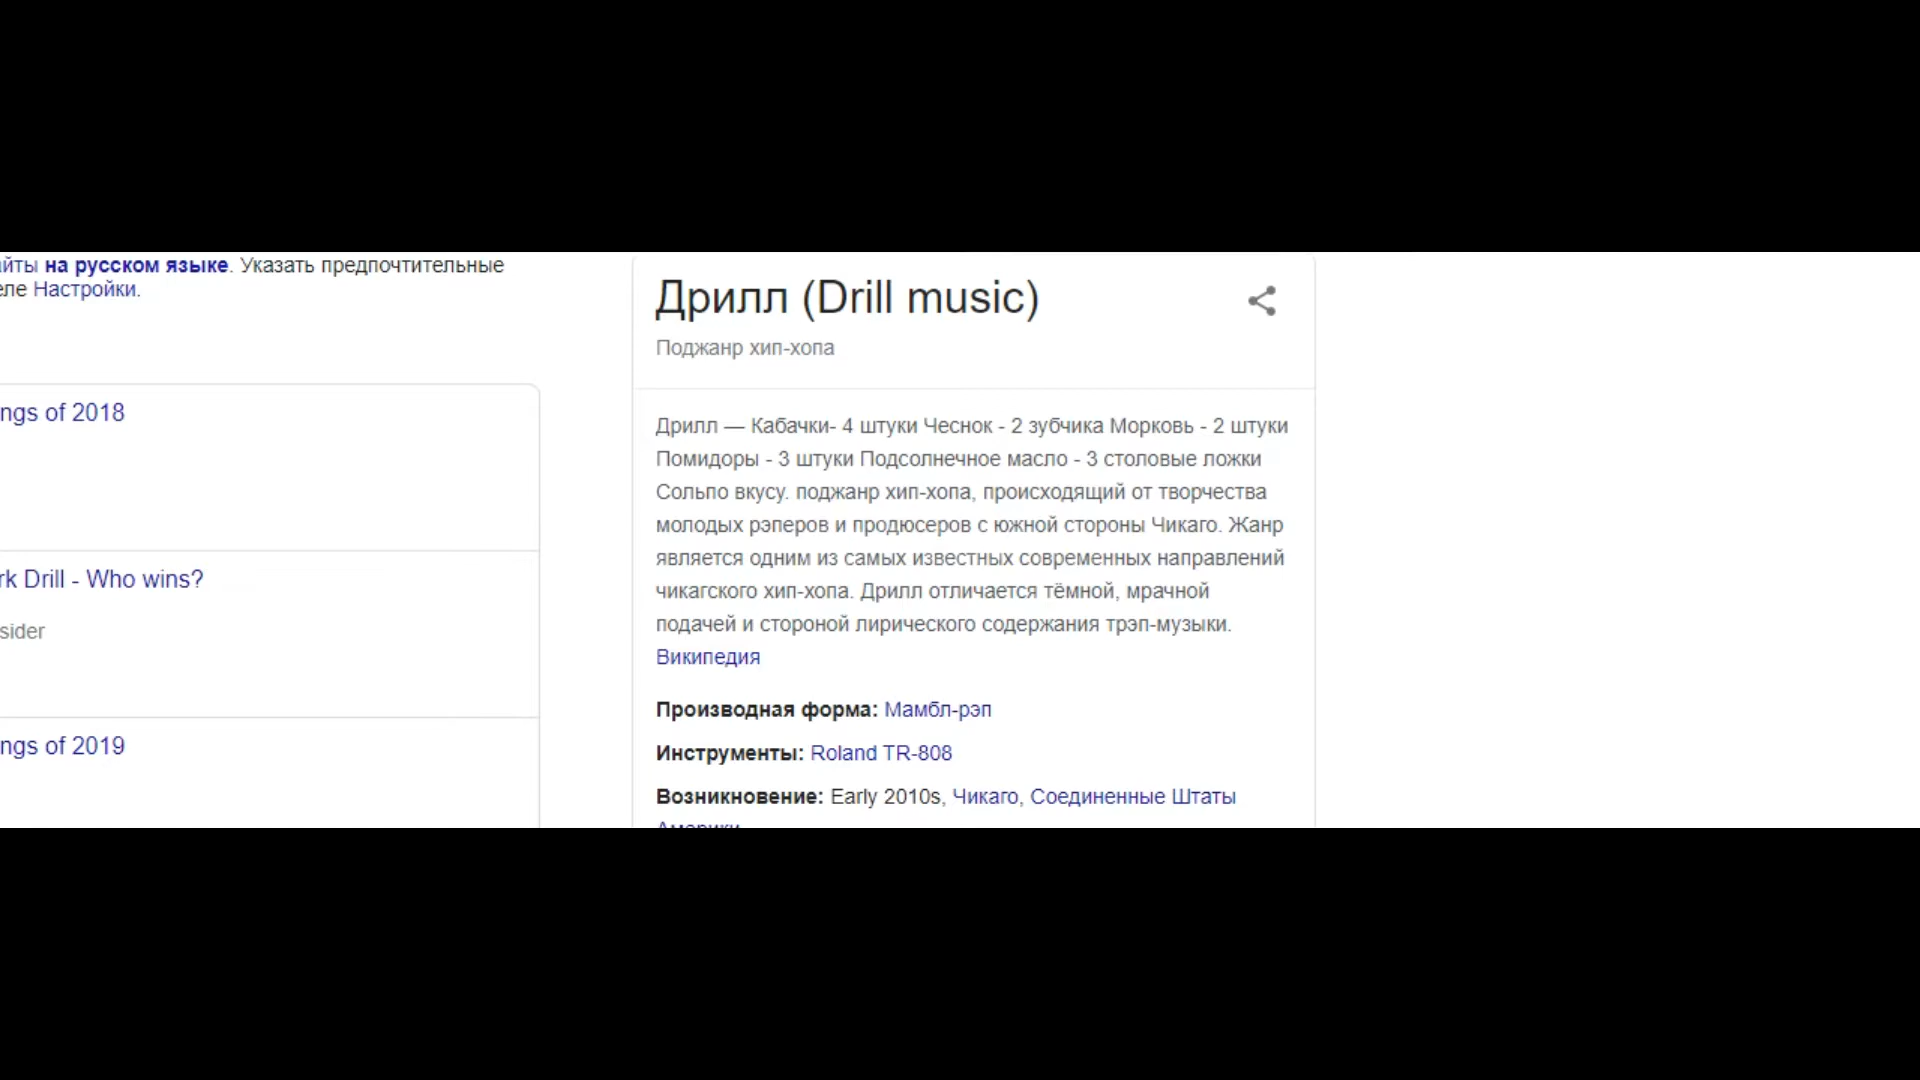 йты на русском языке. Указать предпочтительные
еле Настройки.
ngs of 2018
rk Drill - Who wins?
sider
ngs of 2019
Дрилл (Drill music)
Поджанр хип-хопа
Дрилл — Кабачки- 4 штуки Чеснок - 2 зубчика Морковь - 2 штуки
Помидоры - 3 штуки Подсолнечное масло - 3 столовые ложки
Сольпо вкусу. поджанр хип-хопа, происходящий от творчества
молодых рэперов и продюсеров с южной стороны Чикаго. Жанр
является одним из самых известных современных направлений
чикагского хип-хопа. Дрилл отличается тёмной, мрачной
подачей и стороной лирического содержания трэп-музыки.
Википедия
Производная форма: Мамбл-рэп
Инструменты: Roland TR-808
Возникновение: Early 2010s, Чикаго, Соединенные Штаты